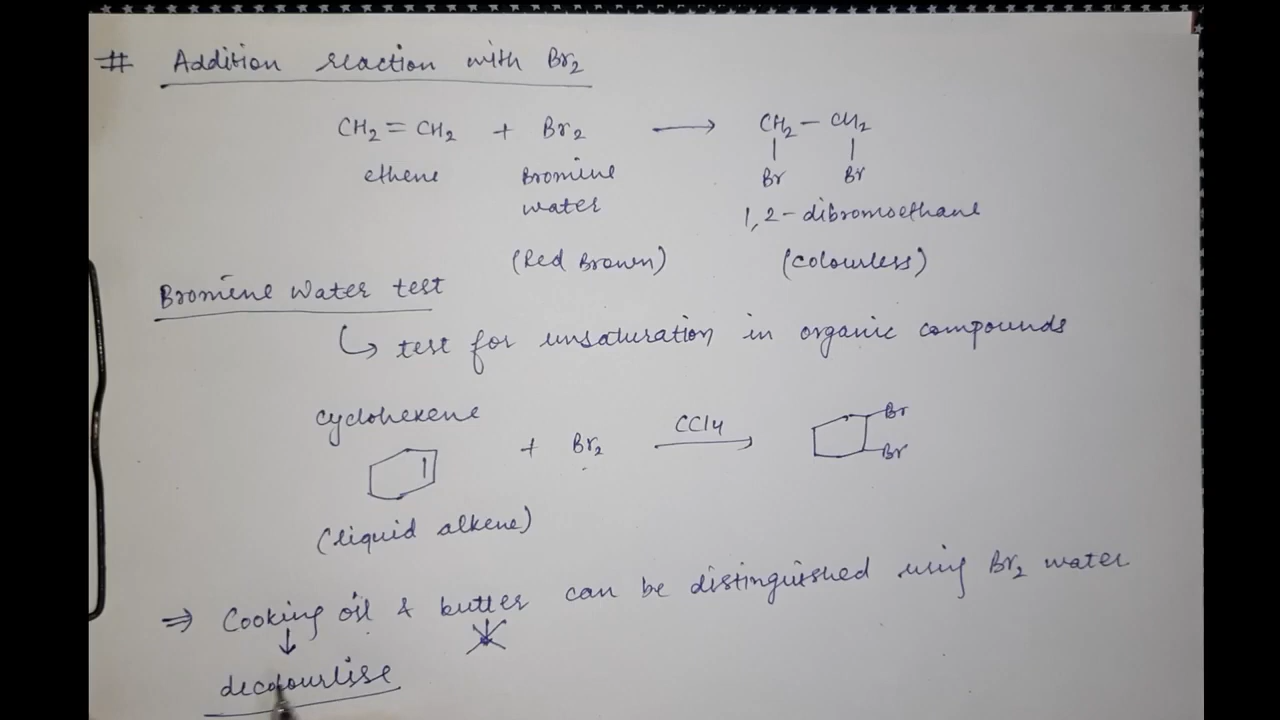 # Addition reaction with Br2
CH2 = CH2 + Br2 ⟶ CH2 — CH2
ethene Bromine water Br Br
1,2-dibromoethane
(Red Brown) (colourless)
Bromine Water test
↳ test for unsaturation in organic compounds
cyclohexene
+ Br2 CCl4 ⟶ Br
Br
(liquid alkene)
⇒ Cooking oil & butter can be distinguished using Br2 water
decolourlise